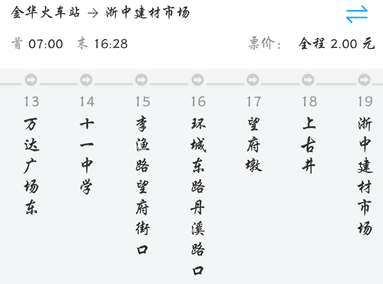 金华火车站 → 浙中建材市场
首 07:00 末 16:28 票价： 全程 2.00 元
13 14 15 16 17 18 19
万达广场东
十一中学
李渔路望府街口
环城东路丹溪路口
望府墩
上古井
浙中建材市场